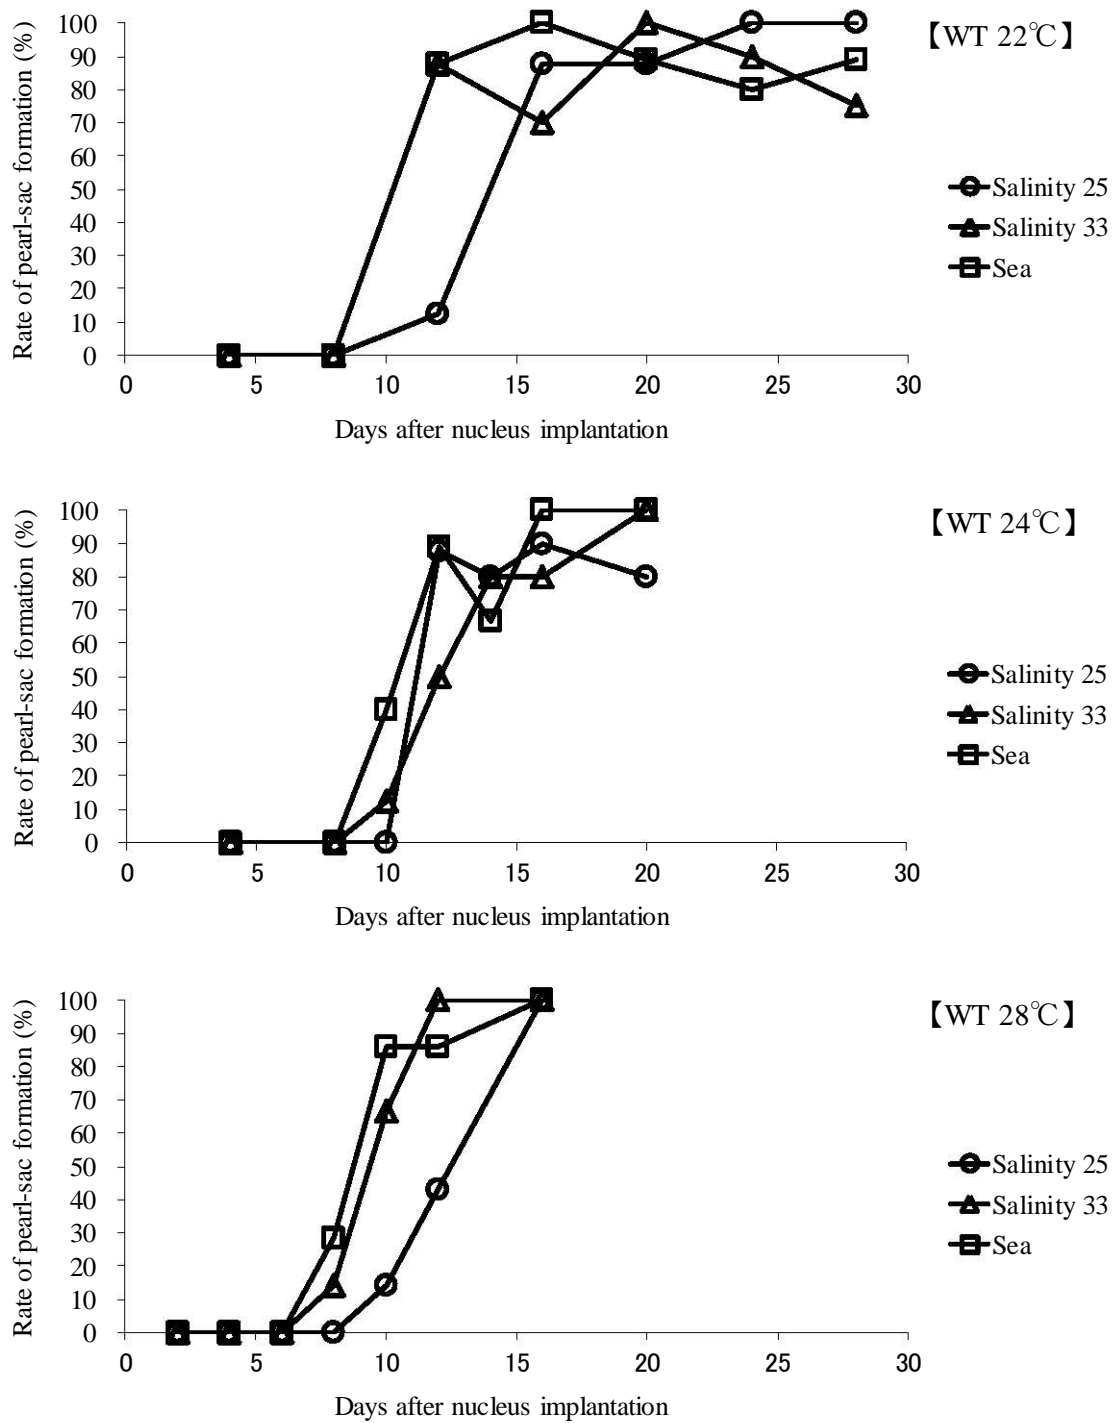 【WT 22℃】
Rate of pearl-sac formation (%)
100
90
80
70
60
50
40
30
20
10
0
0 5 10 15 20 25 30
Days after nucleus implantation
Salinity 25
Salinity 33
Sea
【WT 24℃】
Rate of pearl-sac formation (%)
100
90
80
70
60
50
40
30
20
10
0
0 5 10 15 20 25 30
Days after nucleus implantation
Salinity 25
Salinity 33
Sea
【WT 28℃】
Rate of pearl-sac formation (%)
100
90
80
70
60
50
40
30
20
10
0
0 5 10 15 20 25 30
Days after nucleus implantation
Salinity 25
Salinity 33
Sea